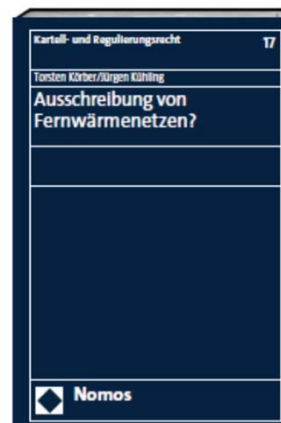 Kartell- und Regulierungsrecht 17
Torsten Körber/Jürgen Kühling
Ausschreibung von
Fernwärmenetzen?
Nomos